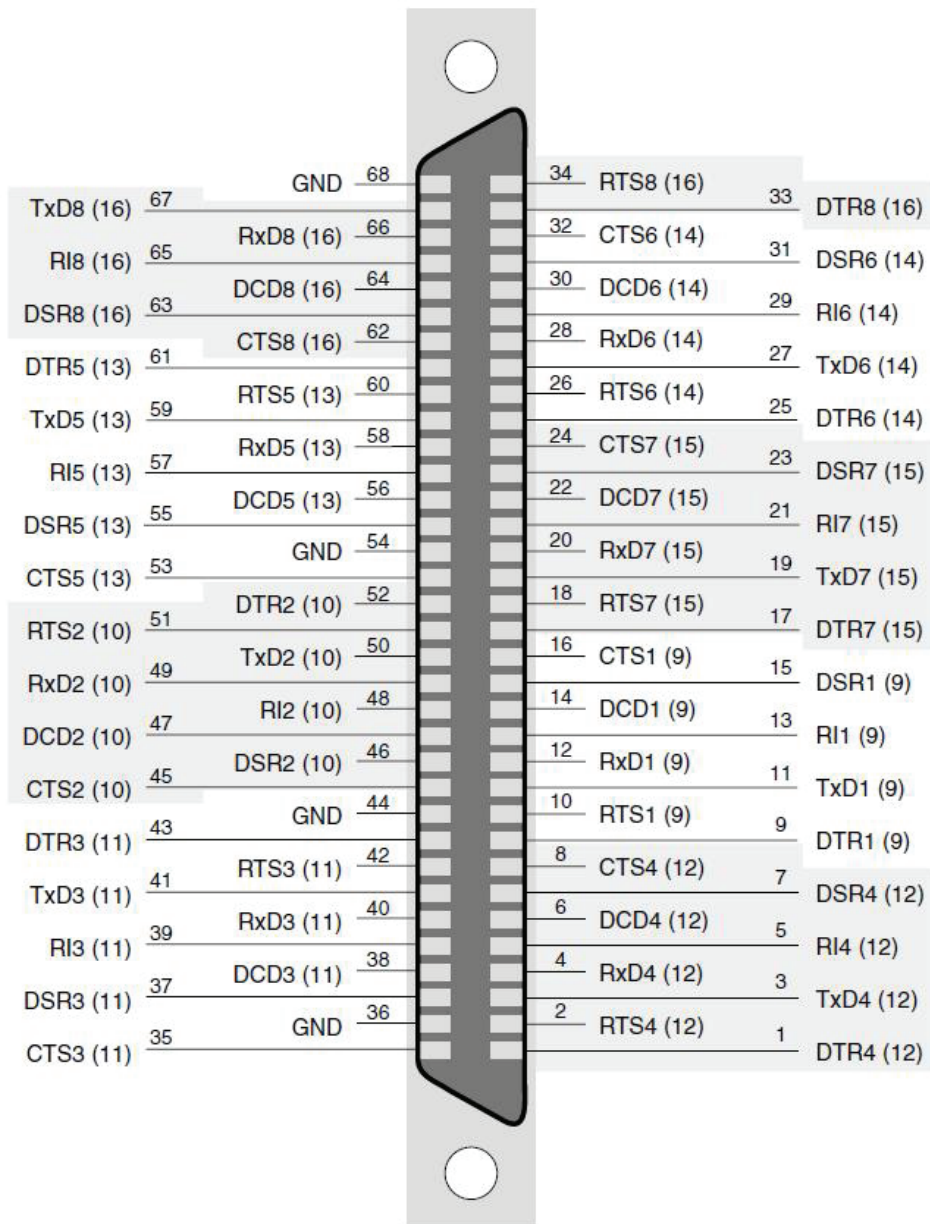 GND 68 34 RTS8 (16)
TxD8 (16) 67 33 DTR8 (16)
RxD8 (16) 66 32 CTS6 (14)
RI8 (16) 65 31 DSR6 (14)
DCD8 (16) 64 30 DCD6 (14)
DSR8 (16) 63 29 RI6 (14)
CTS8 (16) 62 28 RxD6 (14)
DTR5 (13) 61 27 TxD6 (14)
RTS5 (13) 60 26 RTS6 (14)
TxD5 (13) 59 25 DTR6 (14)
RxD5 (13) 58 24 CTS7 (15)
RI5 (13) 57 23 DSR7 (15)
DCD5 (13) 56 22 DCD7 (15)
DSR5 (13) 55 21 RI7 (15)
GND 54 20 RxD7 (15)
CTS5 (13) 53 19 TxD7 (15)
DTR2 (10) 52 18 RTS7 (15)
RTS2 (10) 51 17 DTR7 (15)
TxD2 (10) 50 16 CTS1 (9)
RxD2 (10) 49 15 DSR1 (9)
RI2 (10) 48 14 DCD1 (9)
DCD2 (10) 47 13 RI1 (9)
DSR2 (10) 46 12 RxD1 (9)
CTS2 (10) 45 11 TxD1 (9)
GND 44 10 RTS1 (9)
DTR3 (11) 43 9 DTR1 (9)
RTS3 (11) 42 8 CTS4 (12)
TxD3 (11) 41 7 DSR4 (12)
RxD3 (11) 40 6 DCD4 (12)
RI3 (11) 39 5 RI4 (12)
DCD3 (11) 38 4 RxD4 (12)
DSR3 (11) 37 3 TxD4 (12)
GND 36 2 RTS4 (12)
CTS3 (11) 35 1 DTR4 (12)